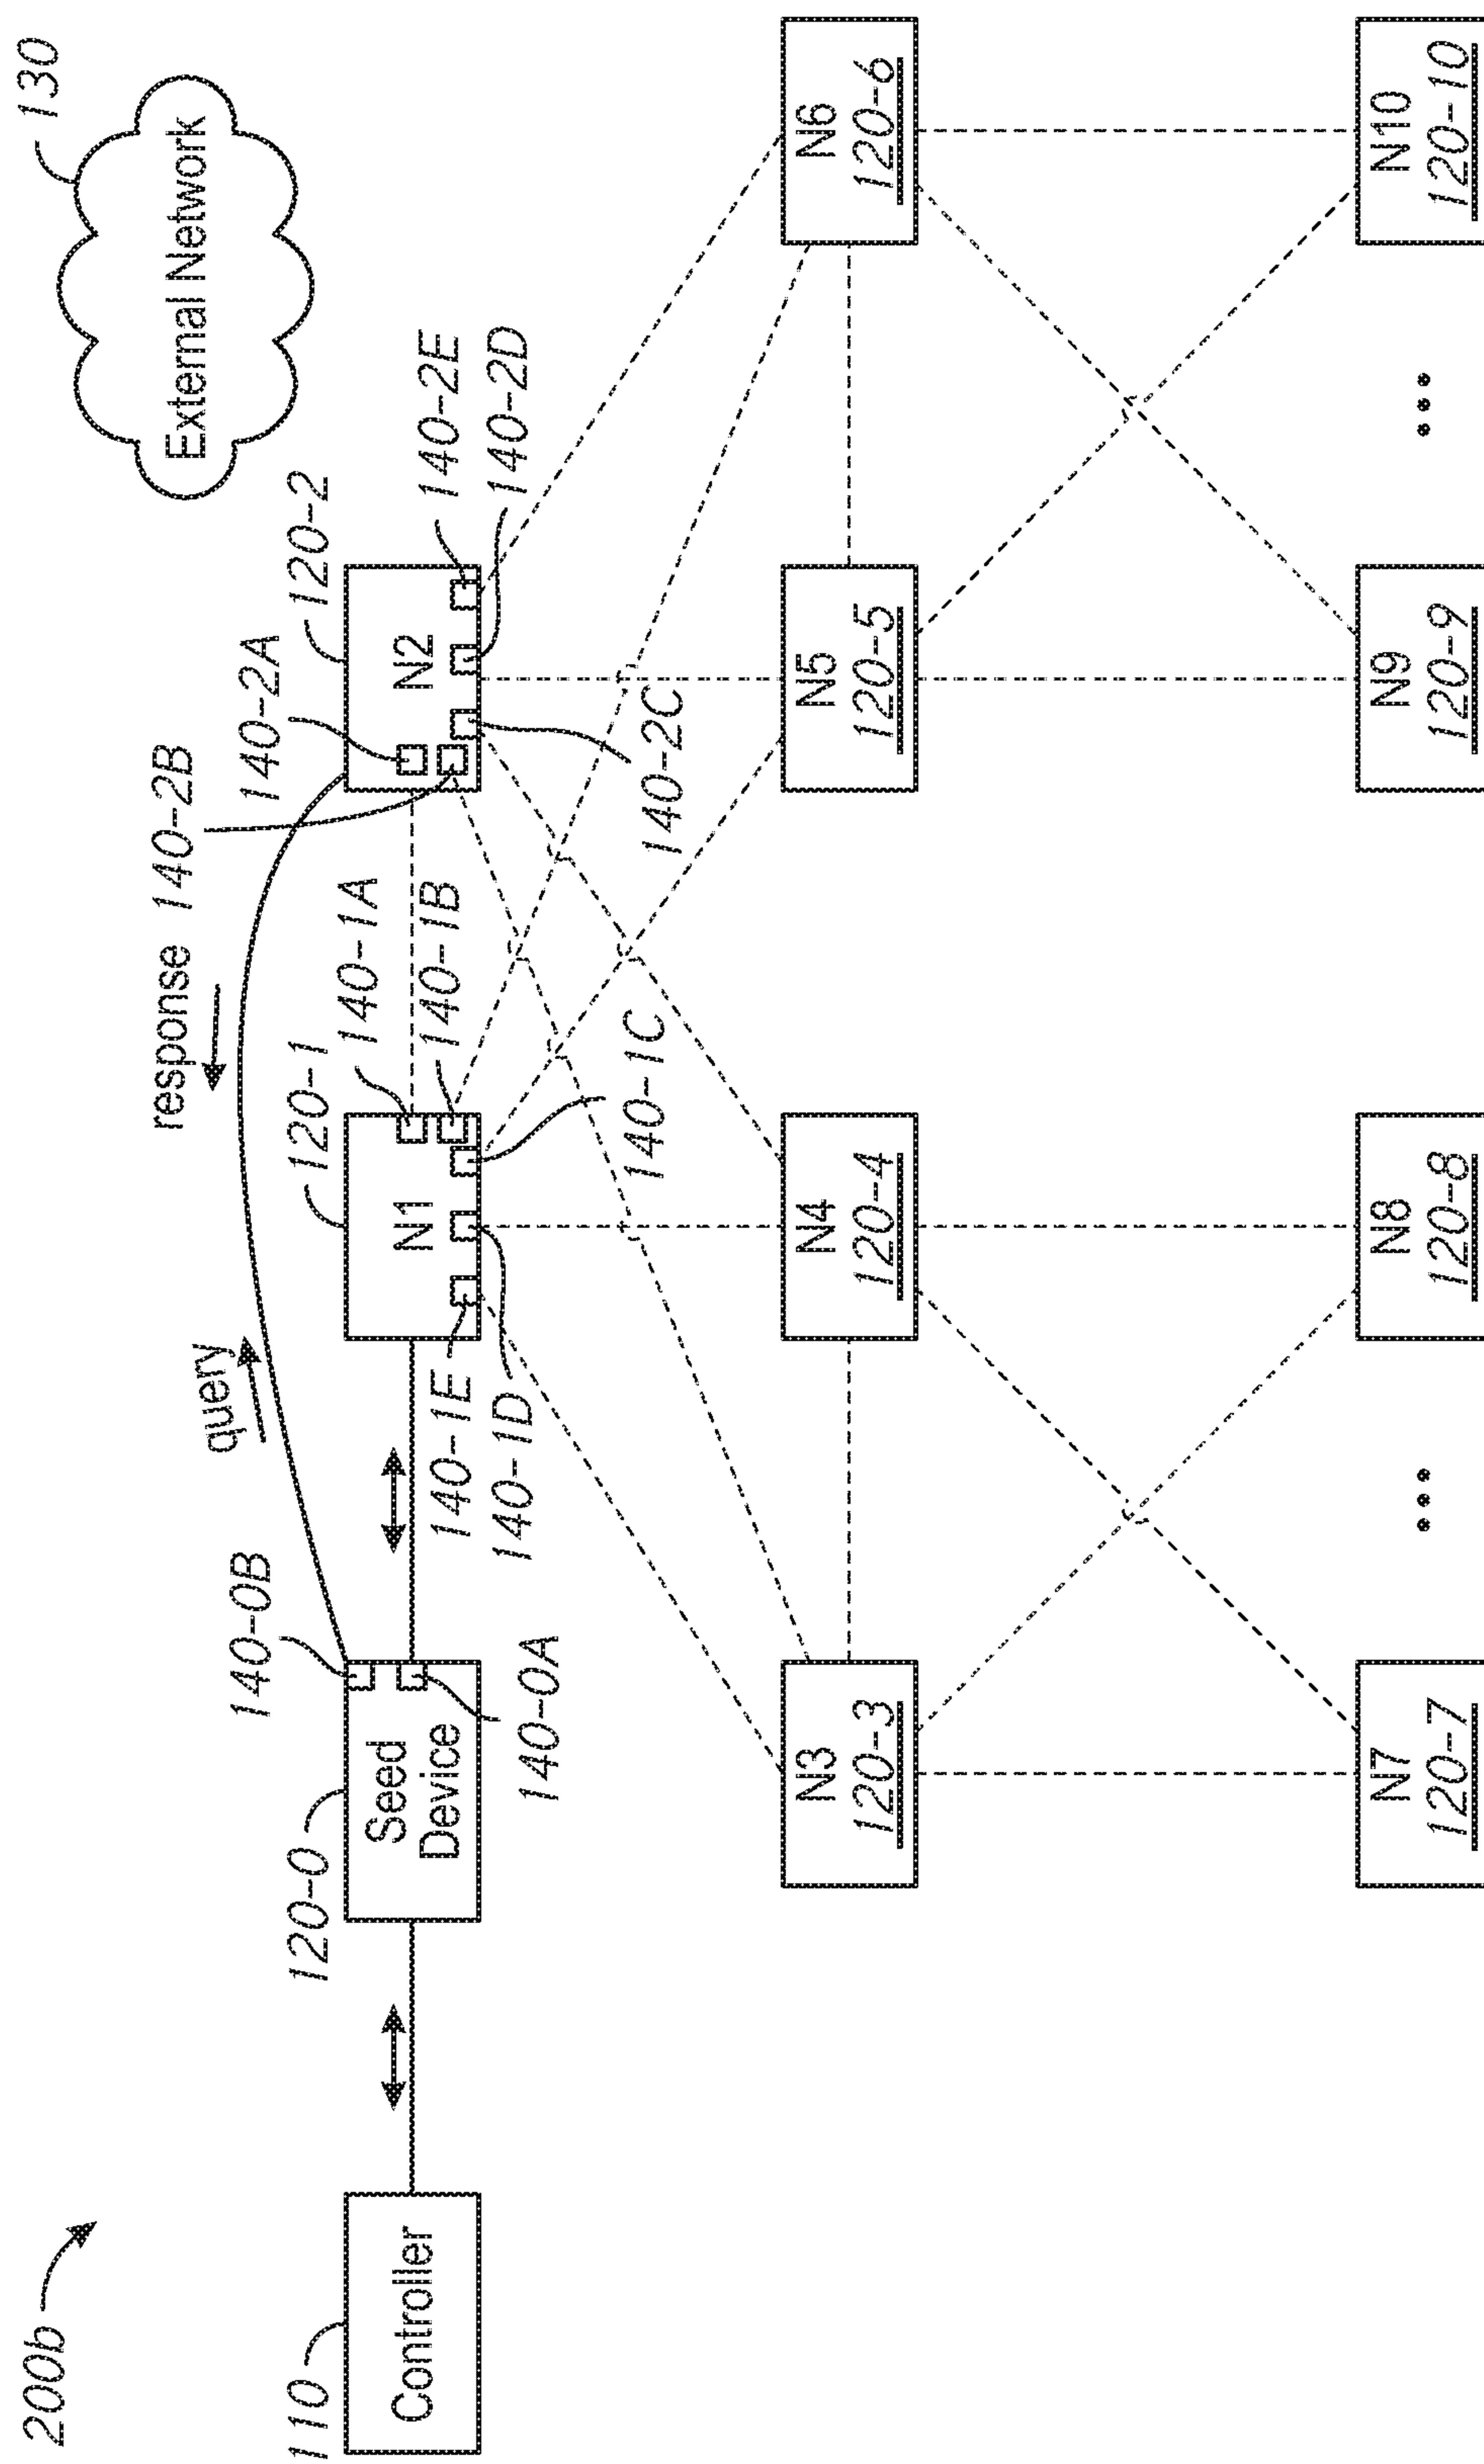 200b
130
External Network
response
140-2B
140-2A
120-2
query
140-0B
120-1
140-1A
140-1B
140-2E
140-2D
110
Controller
120-0
Seed
Device
N1
N2
140-0A
140-1E
140-1D
140-1C
140-2C
N3
120-3
N4
120-4
N5
120-5
N6
120-6
N7
120-7
N8
120-8
N9
120-9
N10
120-10